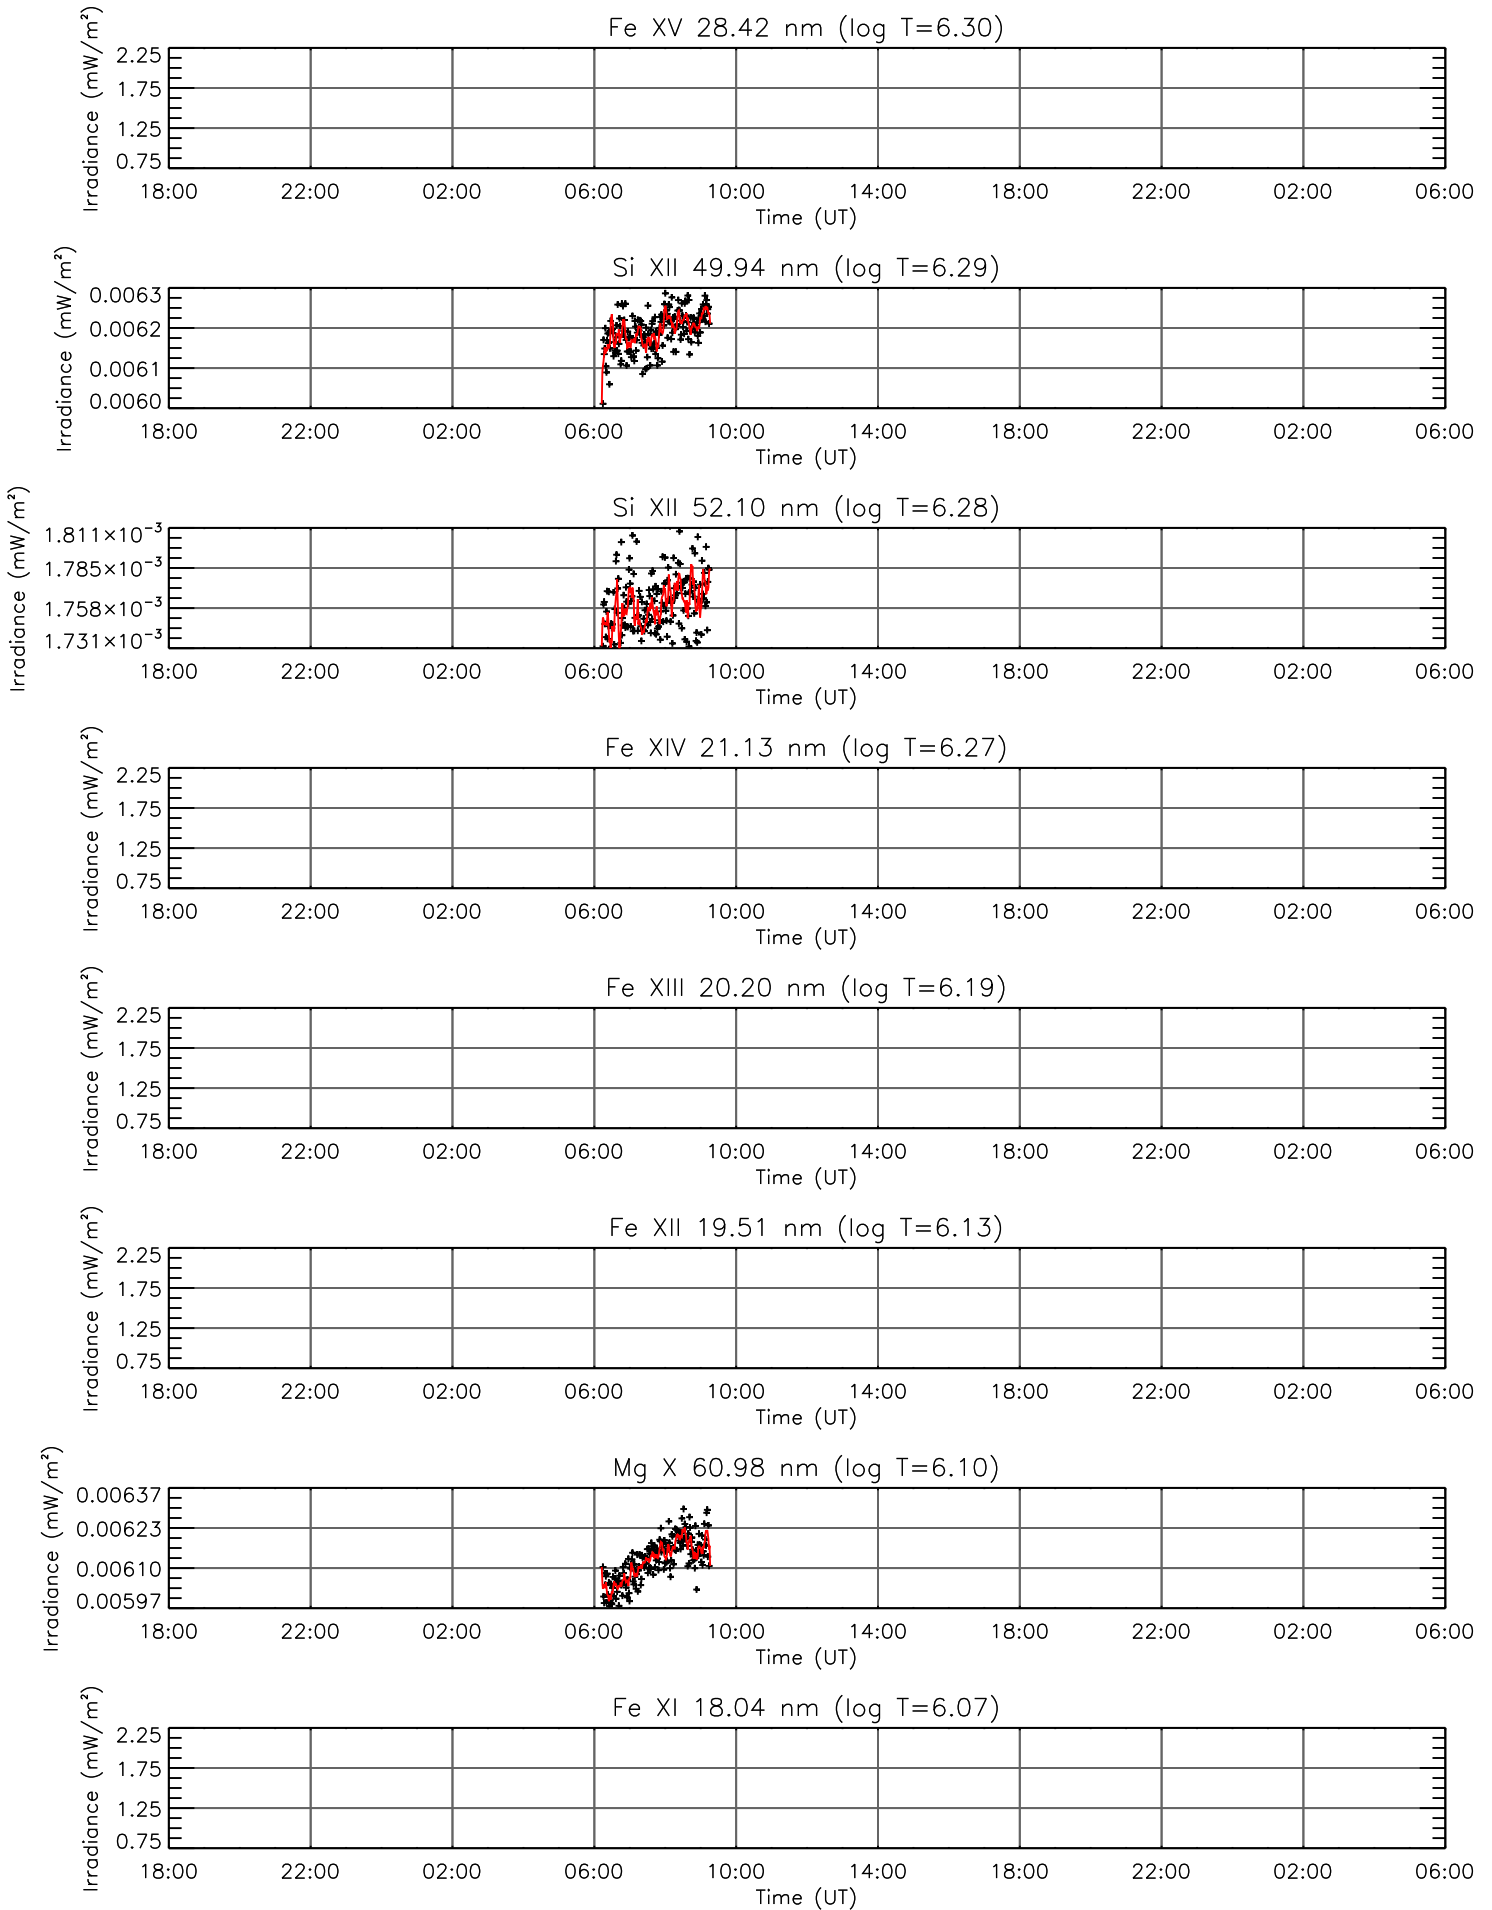 Fe XV 28.42 nm (log T=6.30)
Irradiance (mW/m²)
2.25
1.75
1.25
0.75
18:00 22:00 02:00 06:00 10:00 14:00 18:00 22:00 02:00 06:00
Time (UT)
Si XII 49.94 nm (log T=6.29)
Irradiance (mW/m²)
0.0063
0.0062
0.0061
0.0060
18:00 22:00 02:00 06:00 10:00 14:00 18:00 22:00 02:00 06:00
Time (UT)
Si XII 52.10 nm (log T=6.28)
Irradiance (mW/m²)
1.811×10⁻³
1.785×10⁻³
1.758×10⁻³
1.731×10⁻³
18:00 22:00 02:00 06:00 10:00 14:00 18:00 22:00 02:00 06:00
Time (UT)
Fe XIV 21.13 nm (log T=6.27)
Irradiance (mW/m²)
2.25
1.75
1.25
0.75
18:00 22:00 02:00 06:00 10:00 14:00 18:00 22:00 02:00 06:00
Time (UT)
Fe XIII 20.20 nm (log T=6.19)
Irradiance (mW/m²)
2.25
1.75
1.25
0.75
18:00 22:00 02:00 06:00 10:00 14:00 18:00 22:00 02:00 06:00
Time (UT)
Fe XII 19.51 nm (log T=6.13)
Irradiance (mW/m²)
2.25
1.75
1.25
0.75
18:00 22:00 02:00 06:00 10:00 14:00 18:00 22:00 02:00 06:00
Time (UT)
Mg X 60.98 nm (log T=6.10)
Irradiance (mW/m²)
0.00637
0.00623
0.00610
0.00597
18:00 22:00 02:00 06:00 10:00 14:00 18:00 22:00 02:00 06:00
Time (UT)
Fe XI 18.04 nm (log T=6.07)
Irradiance (mW/m²)
2.25
1.75
1.25
0.75
18:00 22:00 02:00 06:00 10:00 14:00 18:00 22:00 02:00 06:00
Time (UT)